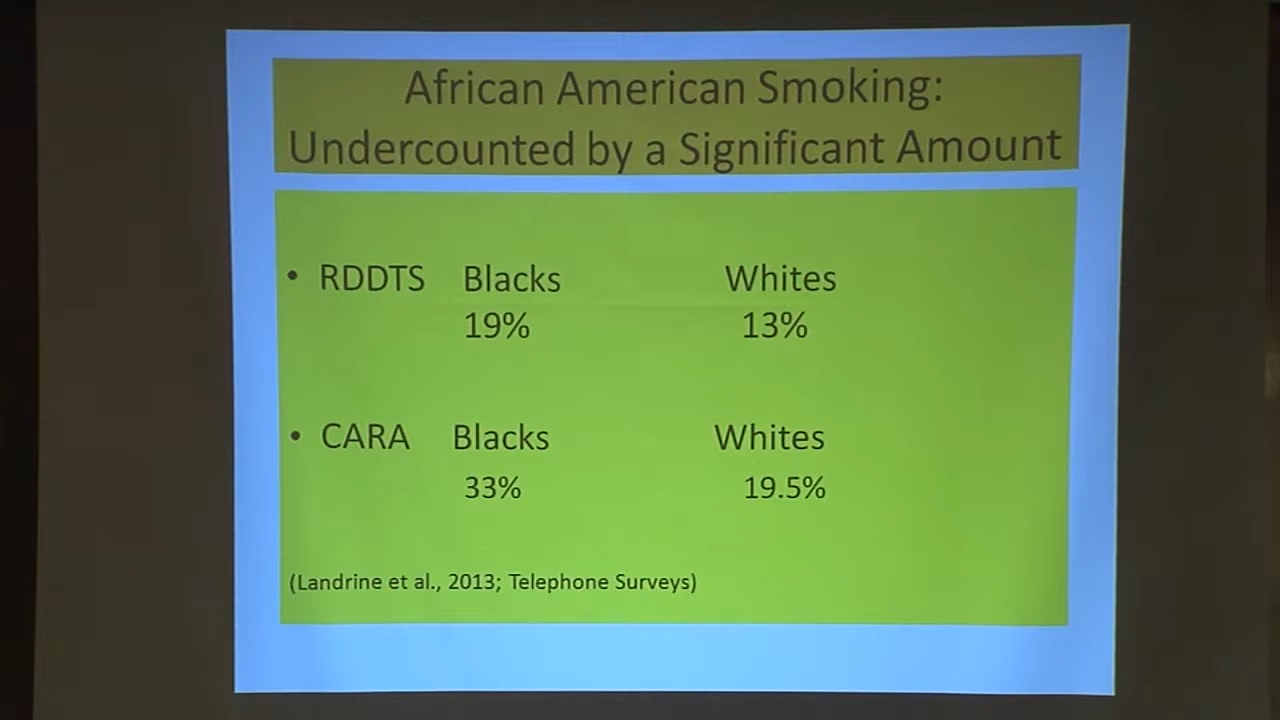 African American Smoking:
Undercounted by a Significant Amount
• RDDTS Blacks Whites
19% 13%
• CARA Blacks Whites
33% 19.5%
(Landrine et al., 2013; Telephone Surveys)